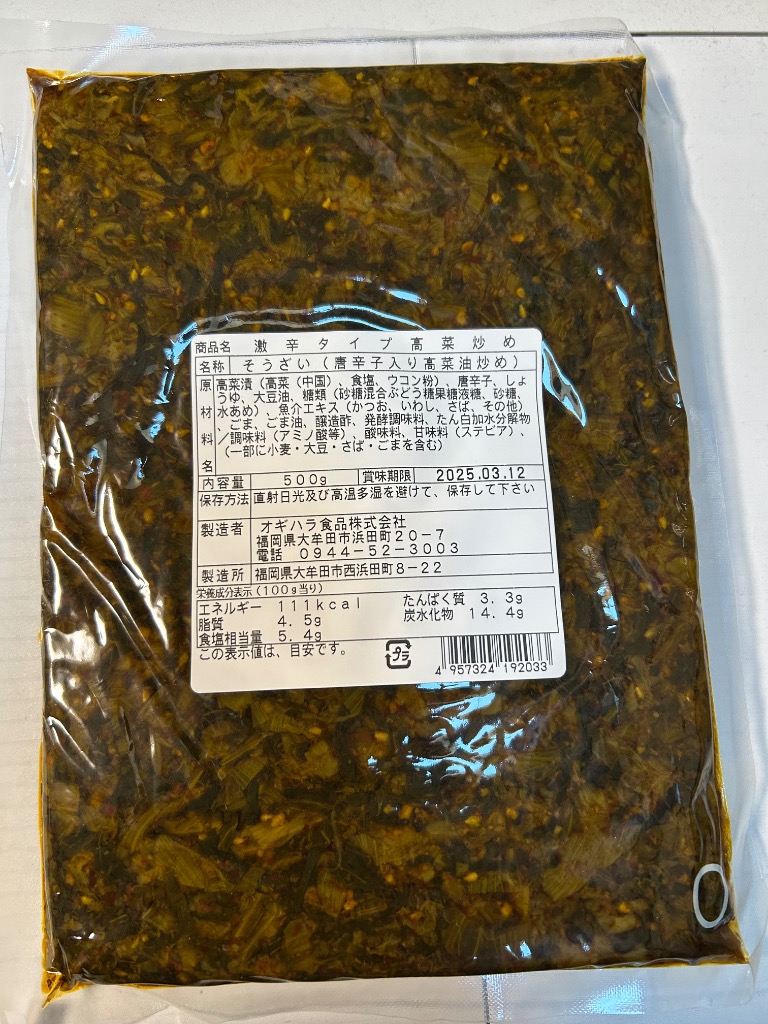 商品名 激辛タイプ高菜炒め
名称 そうざい(唐辛子入り高菜油炒め)
原材料名 高菜漬(高菜(中国)、食塩、ウコン粉)、唐辛子、しょ
うゆ、大豆油、糖類(砂糖混合ぶどう糖果糖液糖、砂糖、
水あめ)、魚介エキス(かつお、いわし、さば、その他)
、ごま、ごま油、醸造酢、発酵調味料、たん白加水分解物
/調味料(アミノ酸等)、酸味料、甘味料(ステビア)、
(一部に小麦・大豆・さば・ごまを含む)
内容量 500g 賞味期限 2025.03.12
保存方法 直射日光及び高温多湿を避けて、保存して下さい
製造者 オギハラ食品株式会社
福岡県大牟田市浜田町20-7
電話 0944-52-3003
製造所 福岡県大牟田市西浜田町8-22
栄養成分表示(100g当り)
エネルギー 111kcal たんぱく質 3.3g
脂質 4.5g 炭水化物 14.4g
食塩相当量 5.4g
この表示値は、目安です。
プラ
4 957324 192033